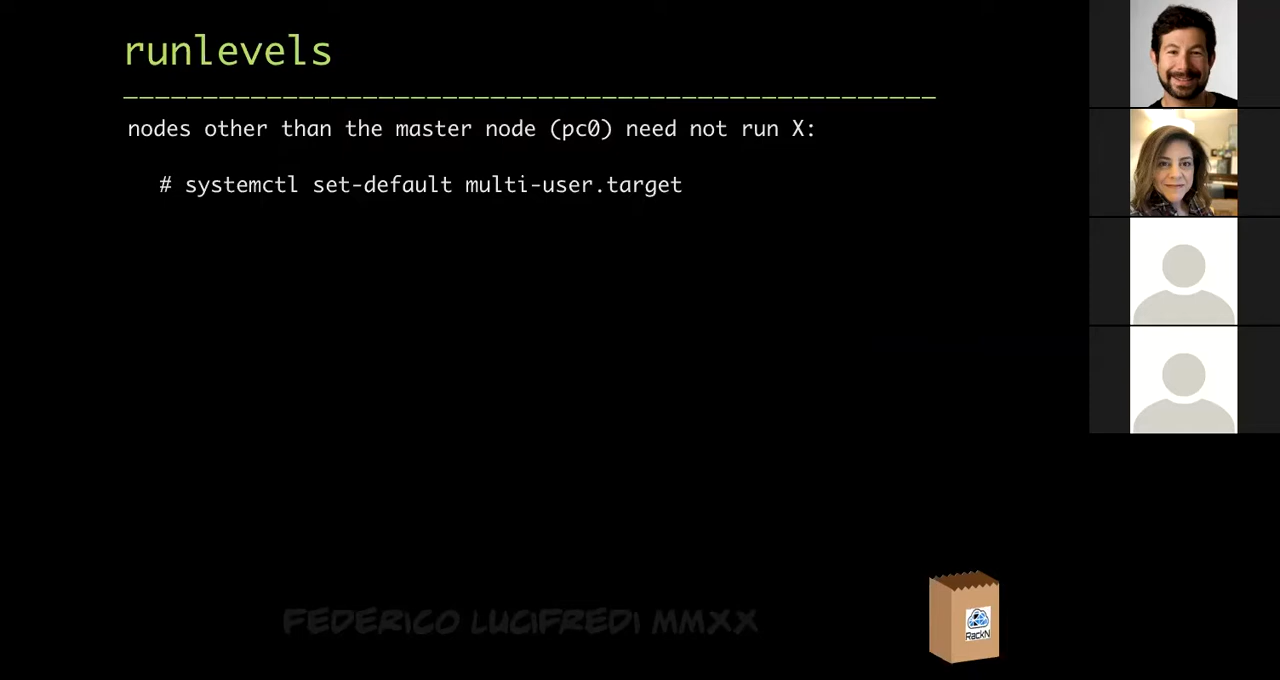 runlevels
nodes other than the master node (pc0) need not run X:
# systemctl set-default multi-user.target
FEDERICO LUCIFREDI MMXX
RackN